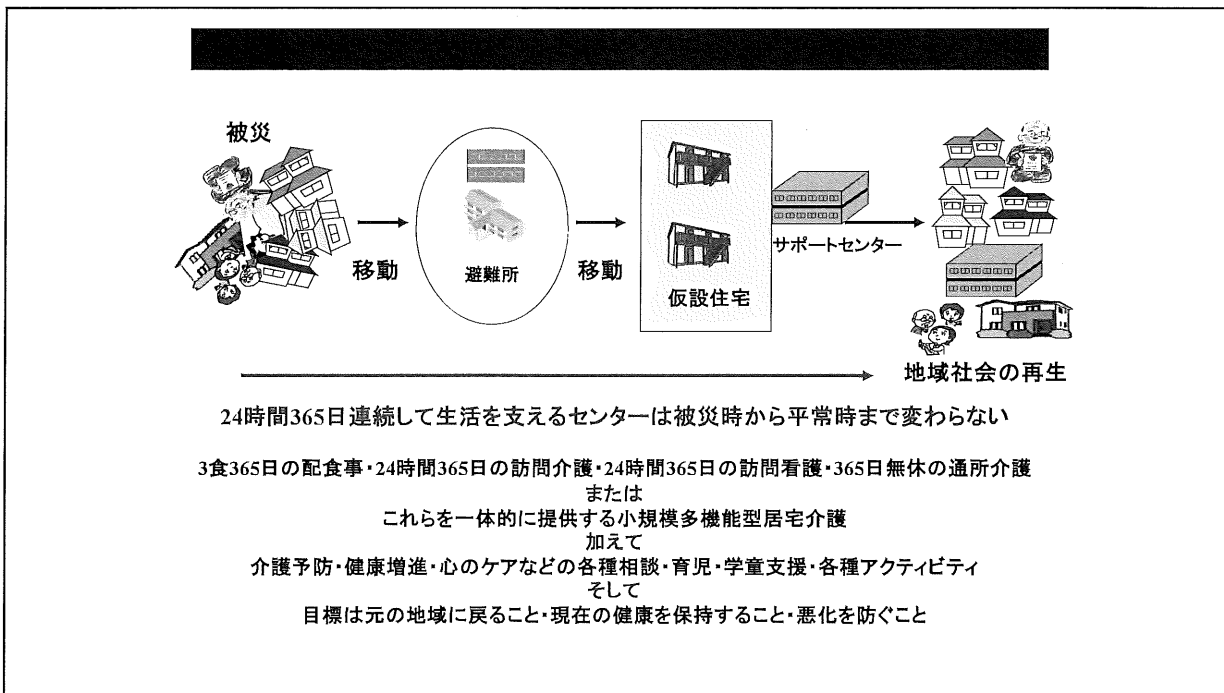 被災
移動
避難所
移動
仮設住宅
サポートセンター
地域社会の再生
24時間365日連続して生活を支えるセンターは被災時から平常時まで変わらない
3食365日の配食事・24時間365日の訪問介護・24時間365日の訪問看護・365日無休の通所介護
または
これらを一体的に提供する小規模多機能型居宅介護
加えて
介護予防・健康増進・心のケアなどの各種相談・育児・学童支援・各種アクティビティ
そして
目標は元の地域に戻ること・現在の健康を保持すること・悪化を防ぐこと